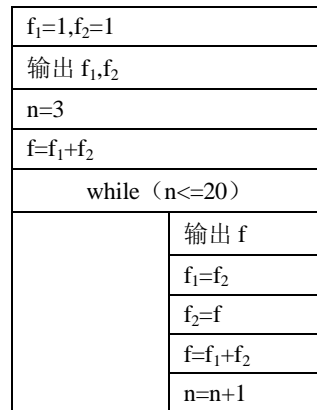 f₁=1,f₂=1
输出 f₁,f₂
n=3
f=f₁+f₂
while（n<=20）
输出 f
f₁=f₂
f₂=f
f=f₁+f₂
n=n+1